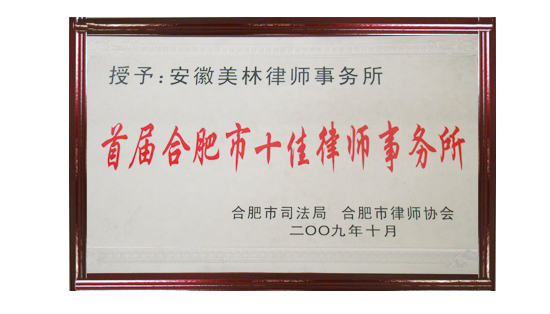 授予:安徽美林律师事务所
首届合肥市十佳律师事务所
合肥市司法局 合肥市律师协会
二〇〇九年十月